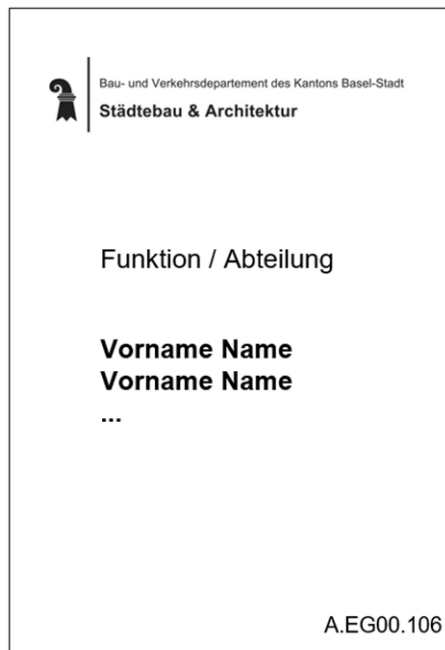 Bau- und Verkehrsdepartement des Kantons Basel-Stadt
Städtebau & Architektur
Funktion / Abteilung
Vorname Name
Vorname Name
...
A.EG00.106